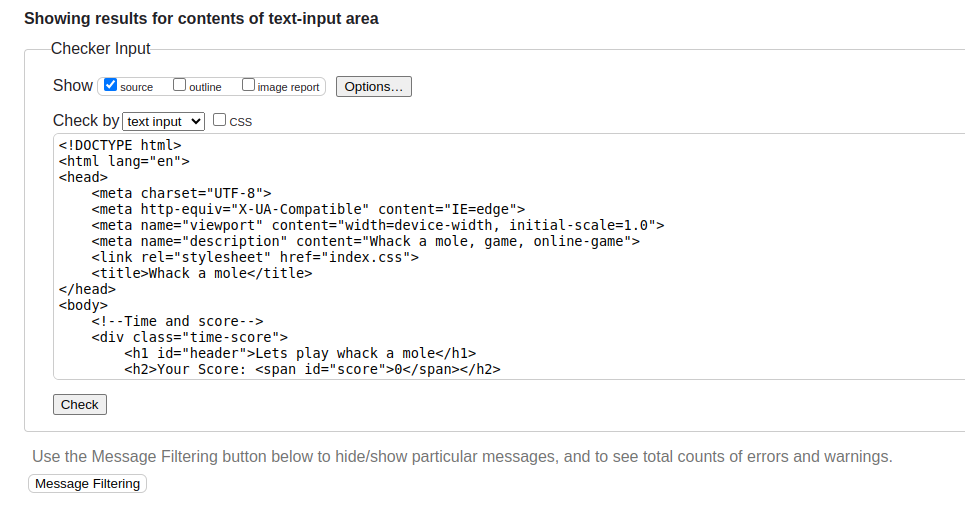 Showing results for contents of text-input area
Checker Input
Show source outline image report Options...
Check by text input CSS
<!DOCTYPE html>
<html lang="en">
<head>
    <meta charset="UTF-8">
    <meta http-equiv="X-UA-Compatible" content="IE=edge">
    <meta name="viewport" content="width=device-width, initial-scale=1.0">
    <meta name="description" content="Whack a mole, game, online-game">
    <link rel="stylesheet" href="index.css">
    <title>Whack a mole</title>
</head>
<body>
    <!--Time and score-->
    <div class="time-score">
        <h1 id="header">Lets play whack a mole</h1>
        <h2>Your Score: <span id="score">0</span></h2>
Check
Use the Message Filtering button below to hide/show particular messages, and to see total counts of errors and warnings.
Message Filtering